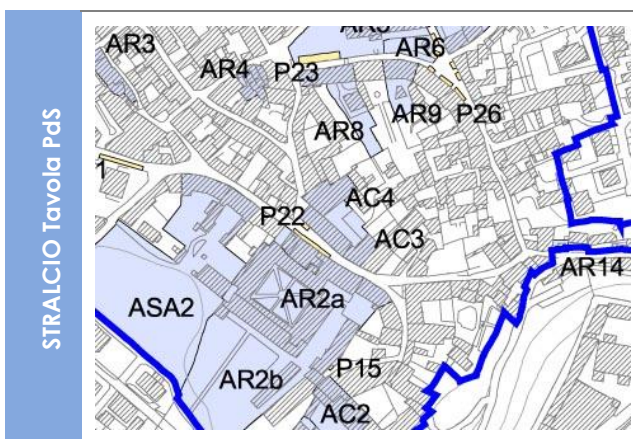 STRALCIO Tavola PdS
AR3
AR4
P23
AR6
AR8
AR9
P26
AC4
P22
AC3
AR14
AR2a
ASA2
P15
AR2b
AC2